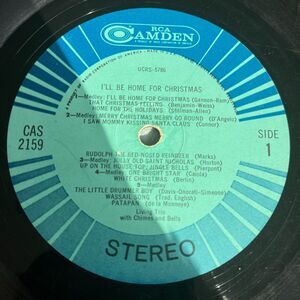 RCA
CAMDEN
UCRS-5786
I'LL BE HOME FOR CHRISTMAS
1—Medley: I'LL BE HOME FOR CHRISTMAS (Gannon-Ram)
THAT CHRISTMAS FEELING (Benjamin-Weiss)
HOME FOR THE HOLIDAYS (Stillman-Allen)
2—Medley: MERRY CHRISTMAS MERRY GO ROUND (D'Angelo)
I SAW MOMMY KISSING SANTA CLAUS (Connor)
CAS
2159
SIDE
1
RUDOLPH THE RED-NOSED REINDEER (Marks)
3—Medley: JOLLY OLD SAINT NICHOLAS (Horton)
UP ON THE HOUSE TOP; JINGLE BELLS (Pierpont)
4—Medley: ONE BRIGHT STAR (Caools)
WHITE CHRISTMAS (Berlin)
5—Medley
THE LITTLE DRUMMER BOY (Davis-Onorati-Simeone)
WASSAIL SONG (Trad. English)
PATAPAN (de la Monnoye)
Living Trio
with Chimes and Bells
STEREO